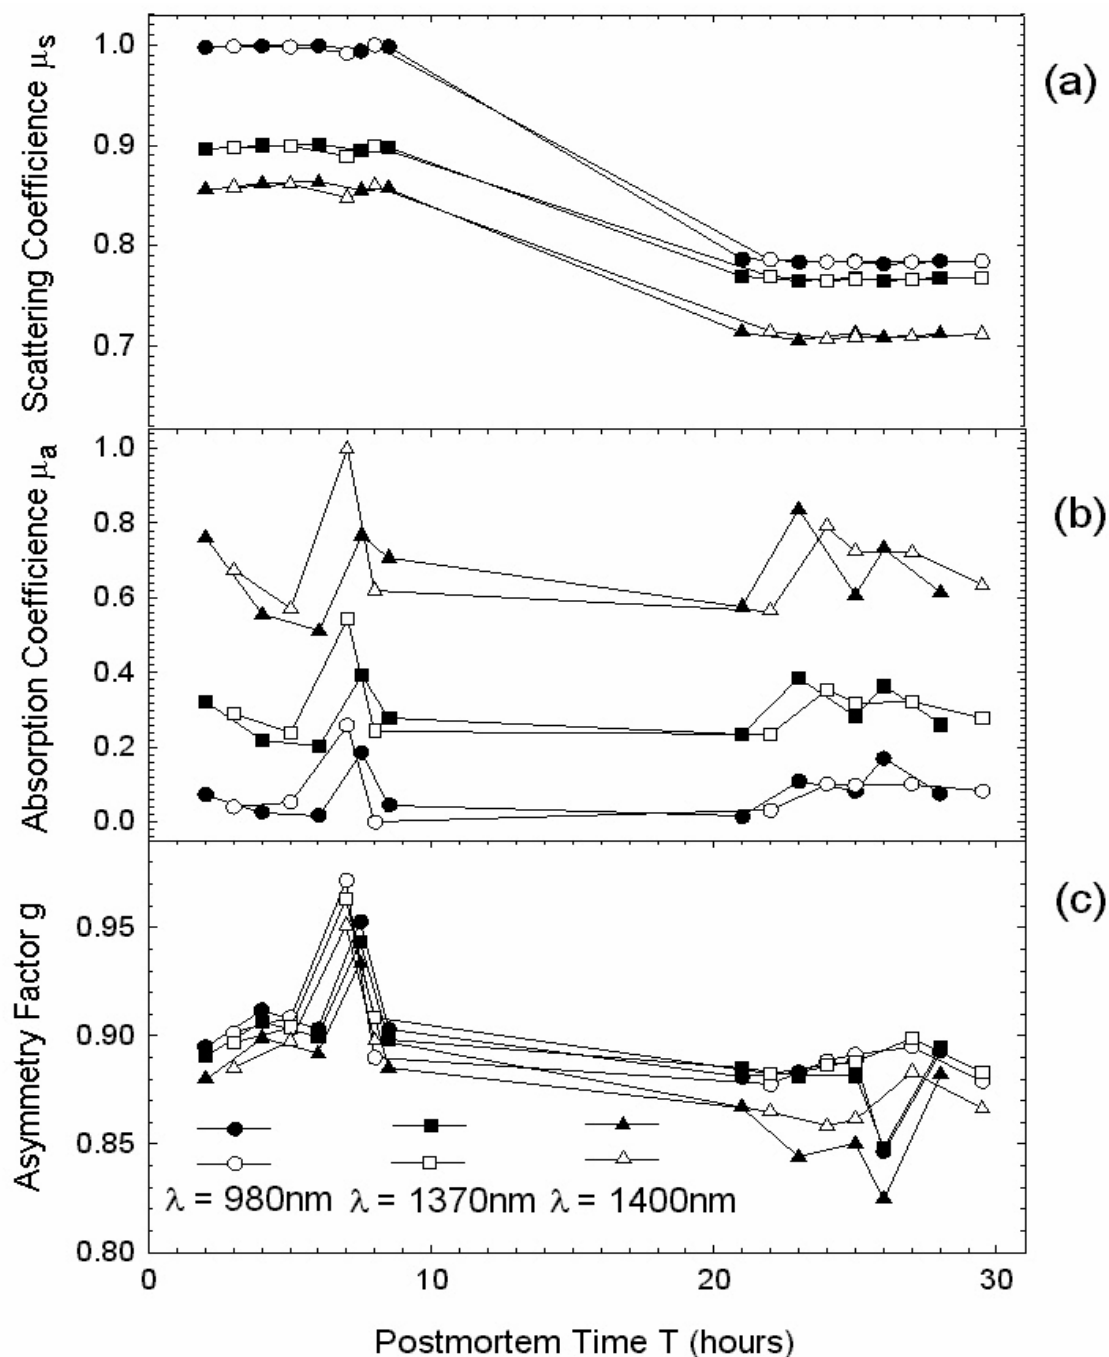 Scattering Coefficience μs
1.0
0.9
0.8
0.7
(a)
Absorption Coefficience μa
1.0
0.8
0.6
0.4
0.2
0.0
(b)
Asymmetry Factor g
0.95
0.90
0.85
0.80
(c)
λ = 980nm λ = 1370nm λ = 1400nm
0 10 20 30
Postmortem Time T (hours)